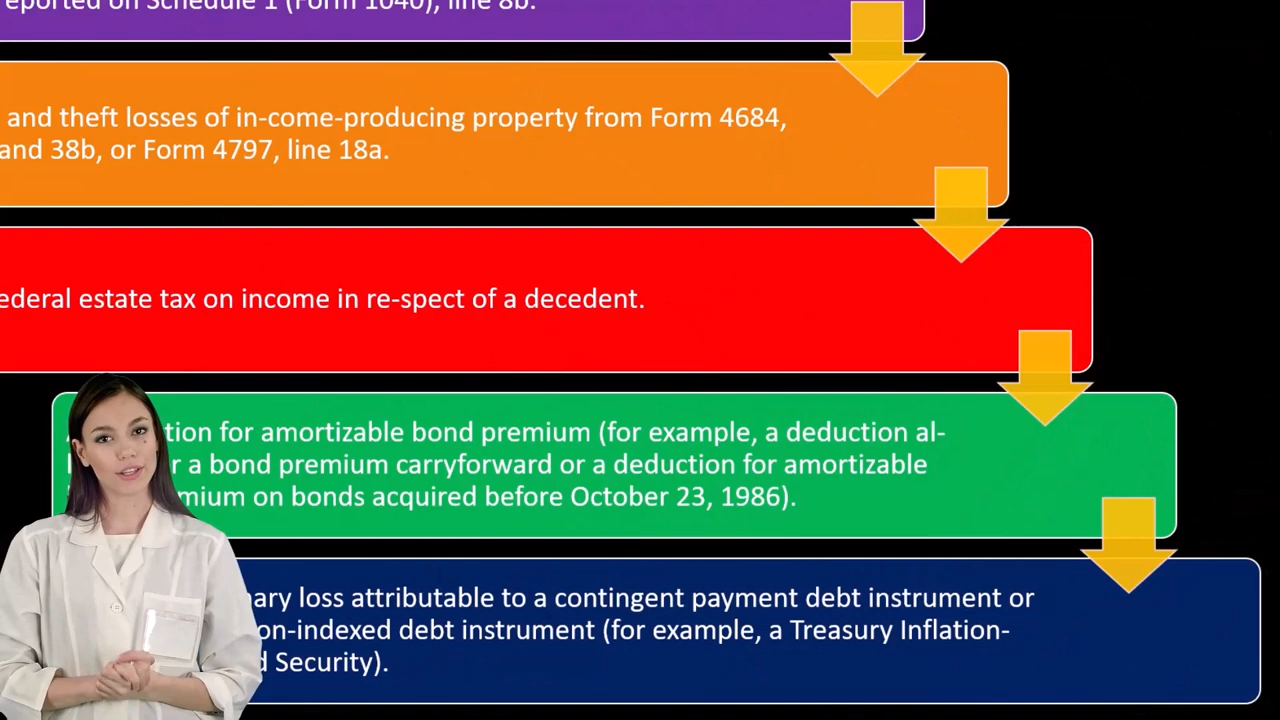 reported on Schedule 1 (Form 1040), line 8b.
and theft losses of in-come-producing property from Form 4684,
and 38b, or Form 4797, line 18a.
ederal estate tax on income in re-spect of a decedent.
tion for amortizable bond premium (for example, a deduction al-
r a bond premium carryforward or a deduction for amortizable
mium on bonds acquired before October 23, 1986).
nary loss attributable to a contingent payment debt instrument or
on-indexed debt instrument (for example, a Treasury Inflation-
d Security).